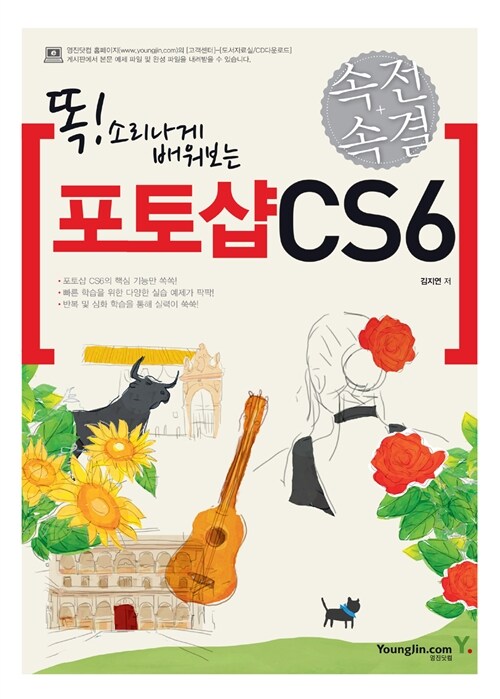 영진닷컴 홈페이지(www.youngjin.com)의 [고객센터]-[도서자료실/CD다운로드]
게시판에서 본문 예제 파일 및 완성 파일을 내려받을 수 있습니다.
속전
+
속결
똑! 소리나게
배워보는
포토샵CS6
김지연 저
• 포토샵 CS6의 핵심 기능만 쏙쏙!
• 빠른 학습을 위한 다양한 실습 예제가 팍팍!
• 반복 및 심화 학습을 통해 실력이 쑥쑥!
YoungJin.com Y.
영진닷컴